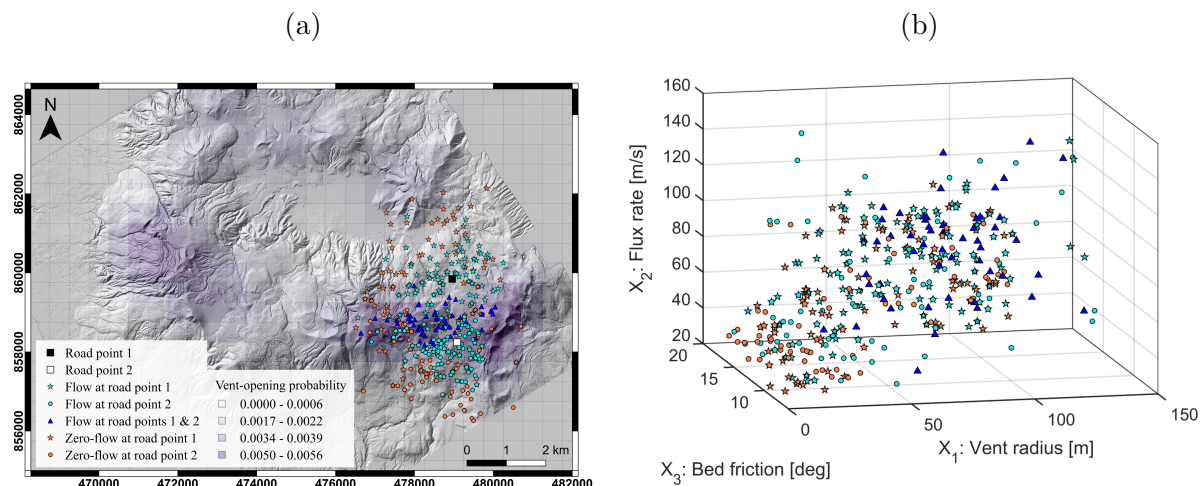 (a)
(b)
N
864000
862000
860000
858000
856000
Road point 1
Road point 2
Flow at road point 1
Flow at road point 2
Flow at road points 1 & 2
Zero-flow at road point 1
Zero-flow at road point 2
Vent-opening probability
0.0000 - 0.0006
0.0017 - 0.0022
0.0034 - 0.0039
0.0050 - 0.0056
0 1 2 km
470000 472000 474000 476000 478000 480000 482000
160
140
120
100
80
60
40
20
X₂: Flux rate [m/s]
20
15
10
X₃: Bed friction [deg]
0
50
100
150
X₁: Vent radius [m]